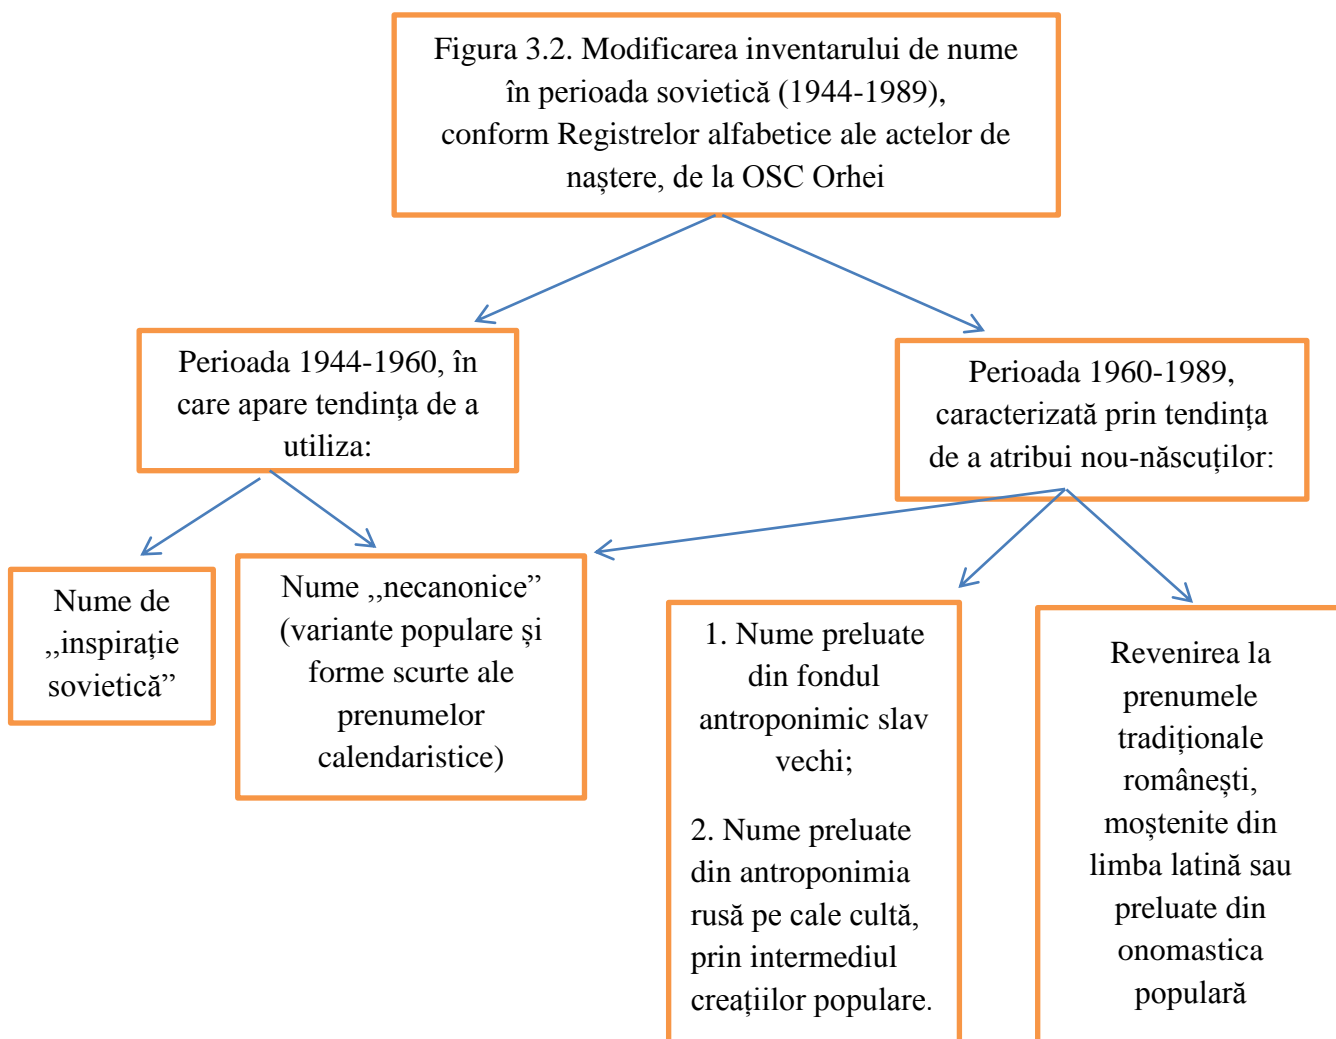 Figura 3.2. Modificarea inventarului de nume
în perioada sovietică (1944-1989),
conform Registrelor alfabetice ale actelor de
naștere, de la OSC Orhei
Perioada 1944-1960, în
care apare tendința de a
utiliza:
Perioada 1960-1989,
caracterizată prin tendința
de a atribui nou-născuților:
Nume de
,,inspirație
sovietică”
Nume ,,necanonice”
(variante populare și
forme scurte ale
prenumelor
calendaristice)
1. Nume preluate
din fondul
antroponimic slav
vechi;
2. Nume preluate
din antroponimia
rusă pe cale cultă,
prin intermediul
creațiilor populare.
Revenirea la
prenumele
tradiționale
românești,
moștenite din
limba latină sau
preluate din
onomastica
populară